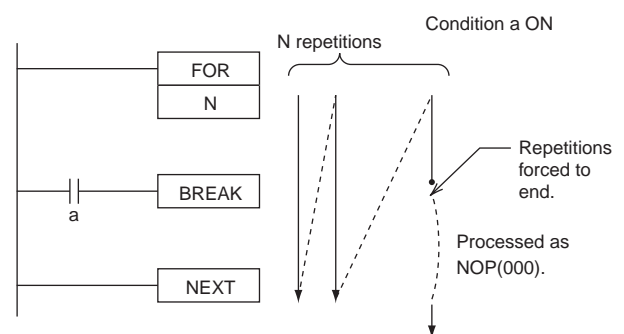 Condition a ON
N repetitions
FOR
N
Repetitions
forced to
end.
BREAK
a
Processed as
NOP(000).
NEXT